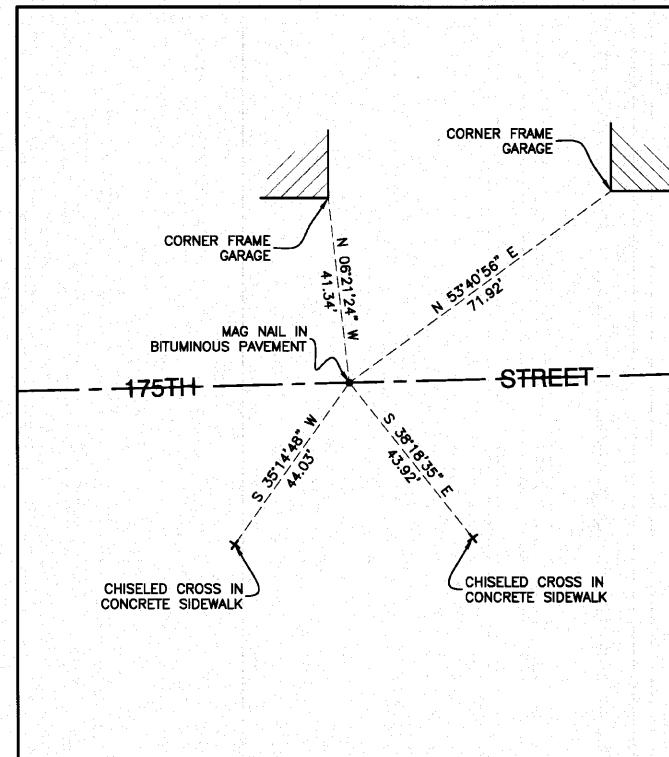 CORNER FRAME
GARAGE
CORNER FRAME
GARAGE
N 06°21'24" W
41.34'
N 53°40'56" E
71.92'
MAG NAIL IN
BITUMINOUS PAVEMENT
175TH STREET
S 35°14'48" W
44.03'
S 38°18'35" E
43.92'
CHISELED CROSS IN
CONCRETE SIDEWALK
CHISELED CROSS IN
CONCRETE SIDEWALK